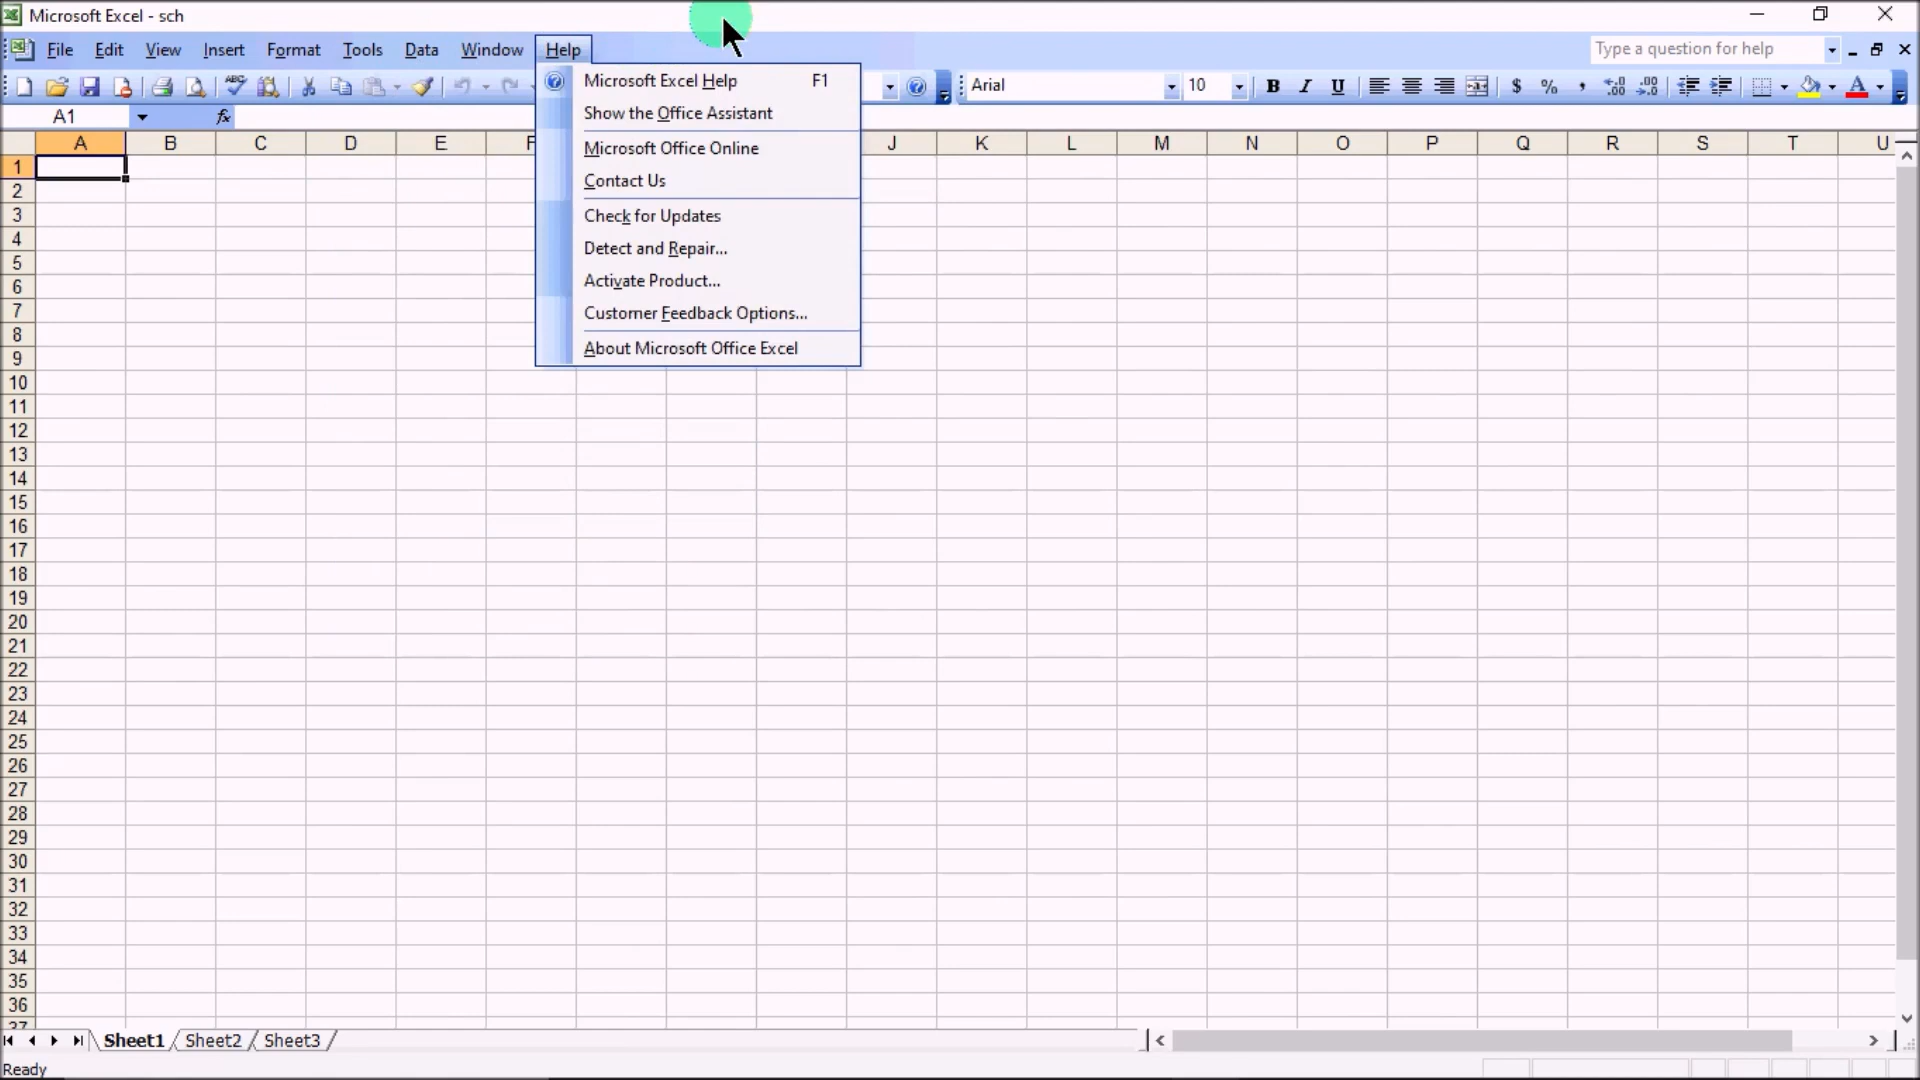 Microsoft Excel - sch
File Edit View Insert Format Tools Data Window Help Type a question for help
Arial 10 B I U $ % ,
A1 fx
A B C D E F J K L M N O P Q R S T U
Microsoft Excel Help F1
Show the Office Assistant
Microsoft Office Online
Contact Us
Check for Updates
Detect and Repair...
Activate Product...
Customer Feedback Options...
About Microsoft Office Excel
1
2
3
4
5
6
7
8
9
10
11
12
13
14
15
16
17
18
19
20
21
22
23
24
25
26
27
28
29
30
31
32
33
34
35
36
37
Sheet1 Sheet2 Sheet3
Ready